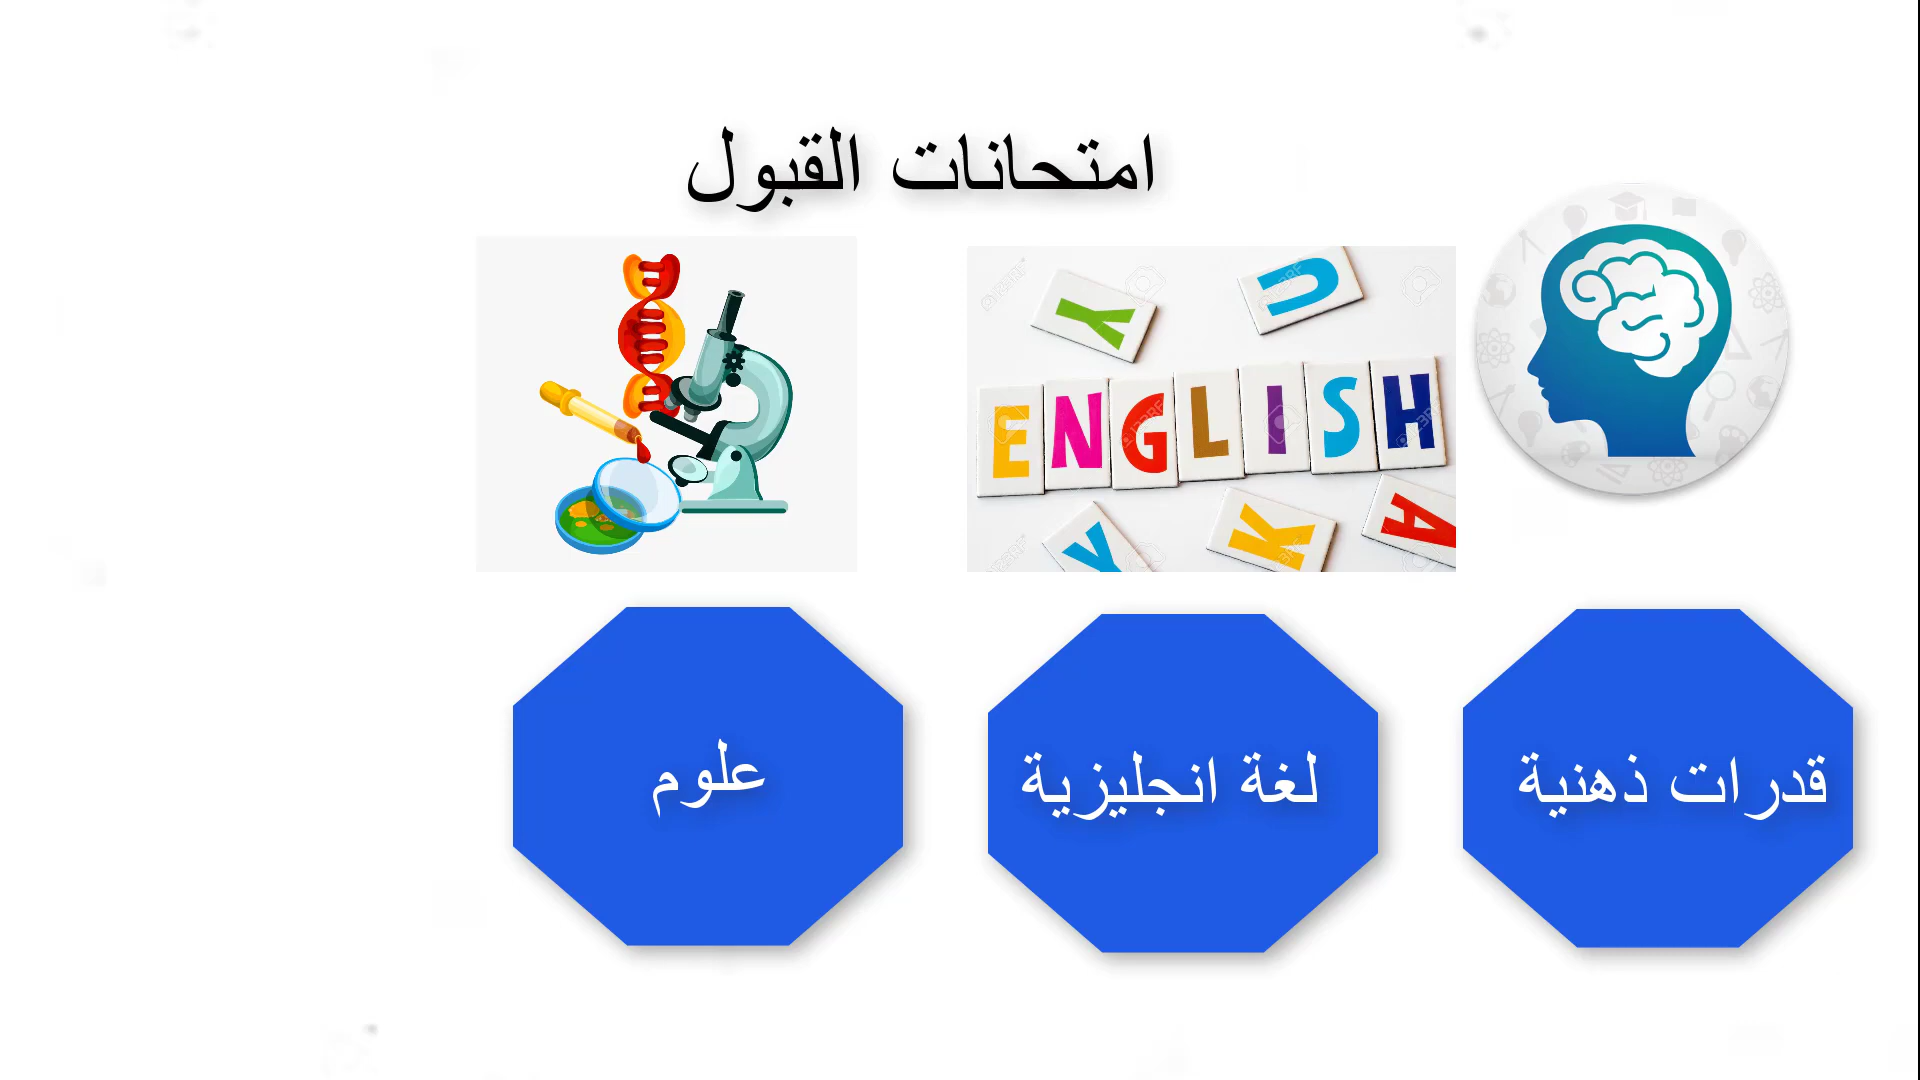 امتحانات القبول
Y
U
ENGLISH
Y
K
A
قدرات ذهنية
لغة انجليزية
علوم